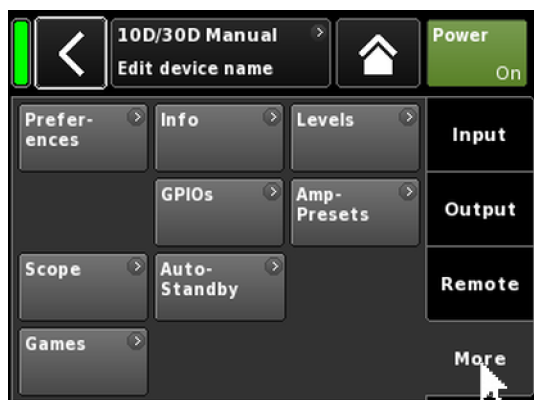 10D/30D Manual
Edit device name
Power
On
Prefer-
ences
Info
Levels
Input
GPIOs
Amp-
Presets
Output
Scope
Auto-
Standby
Remote
Games
More